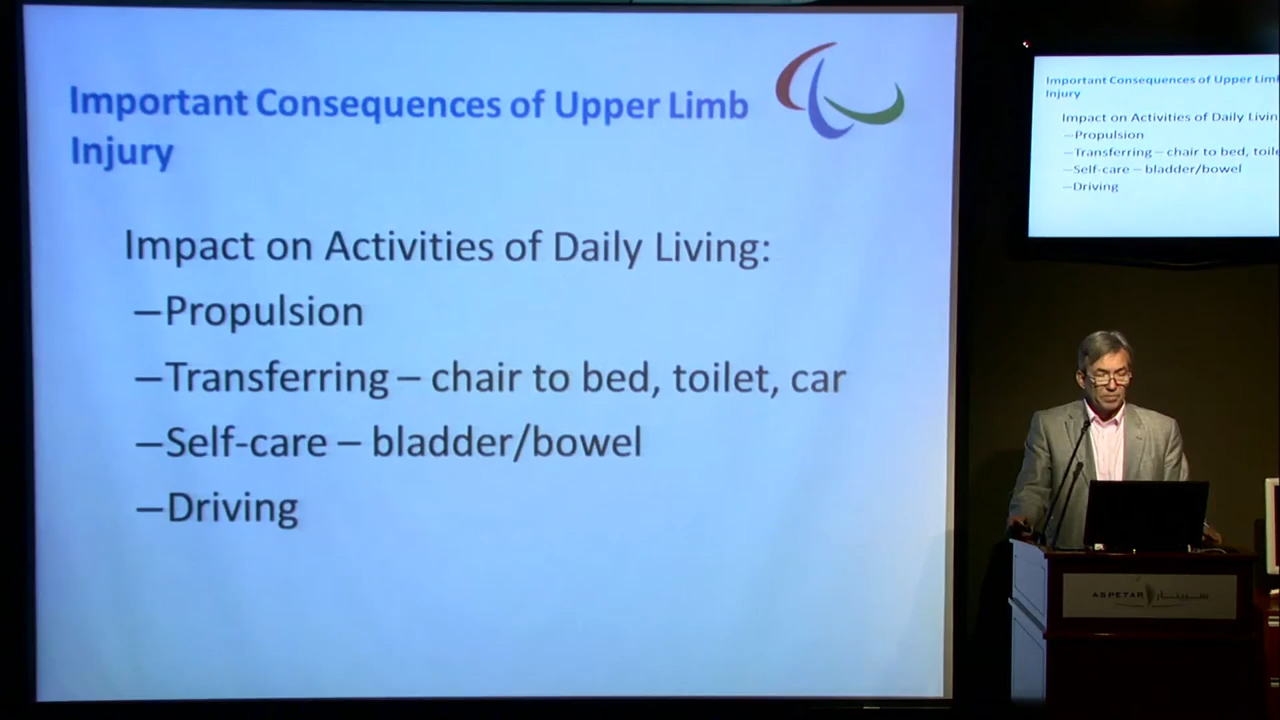 Important Consequences of Upper Limb
Injury
Impact on Activities of Daily Living:
–Propulsion
–Transferring – chair to bed, toilet, car
–Self-care – bladder/bowel
–Driving
Important Consequences of Upper Lim
Injury
Impact on Activities of Daily Livin
–Propulsion
–Transferring – chair to bed, toile
–Self-care – bladder/bowel
–Driving
ASPETAR سبيتار